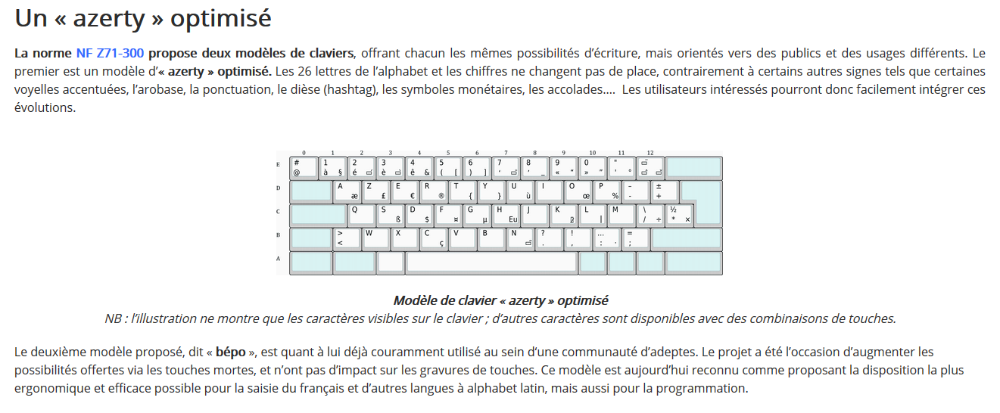 Un « azerty » optimisé
La norme NF Z71-300 propose deux modèles de claviers, offrant chacun les mêmes possibilités d’écriture, mais orientés vers des publics et des usages différents. Le
premier est un modèle d’« azerty » optimisé. Les 26 lettres de l’alphabet et les chiffres ne changent pas de place, contrairement à certains autres signes tels que certaines
voyelles accentuées, l’arobase, la ponctuation, le dièse (hashtag), les symboles monétaires, les accolades.... Les utilisateurs intéressés pourront donc facilement intégrer ces
évolutions.
0 1 2 3 4 5 6 7 8 9 10 11 12
E # 1 2 3 4 5 6 7 8 9 0 "
@ à § é è ê & ( [ ) ] ‘ ’ _ « “ » ” ' °
D A Z E R T Y U I O P – ±
æ £ € ® { } ù œ % - +
C Q S D F G H J K L M \ ½
ß $ ¤ µ Eu | / ÷ * ×
B > W X C V B N ? ! … =
< ç . , : · ;
A
Modèle de clavier « azerty » optimisé
NB : l’illustration ne montre que les caractères visibles sur le clavier ; d’autres caractères sont disponibles avec des combinaisons de touches.
Le deuxième modèle proposé, dit « bépo », est quant à lui déjà couramment utilisé au sein d‘une communauté d’adeptes. Le projet a été l’occasion d’augmenter les
possibilités offertes via les touches mortes, et n’ont pas d’impact sur les gravures de touches. Ce modèle est aujourd’hui reconnu comme proposant la disposition la plus
ergonomique et efficace possible pour la saisie du français et d’autres langues à alphabet latin, mais aussi pour la programmation.